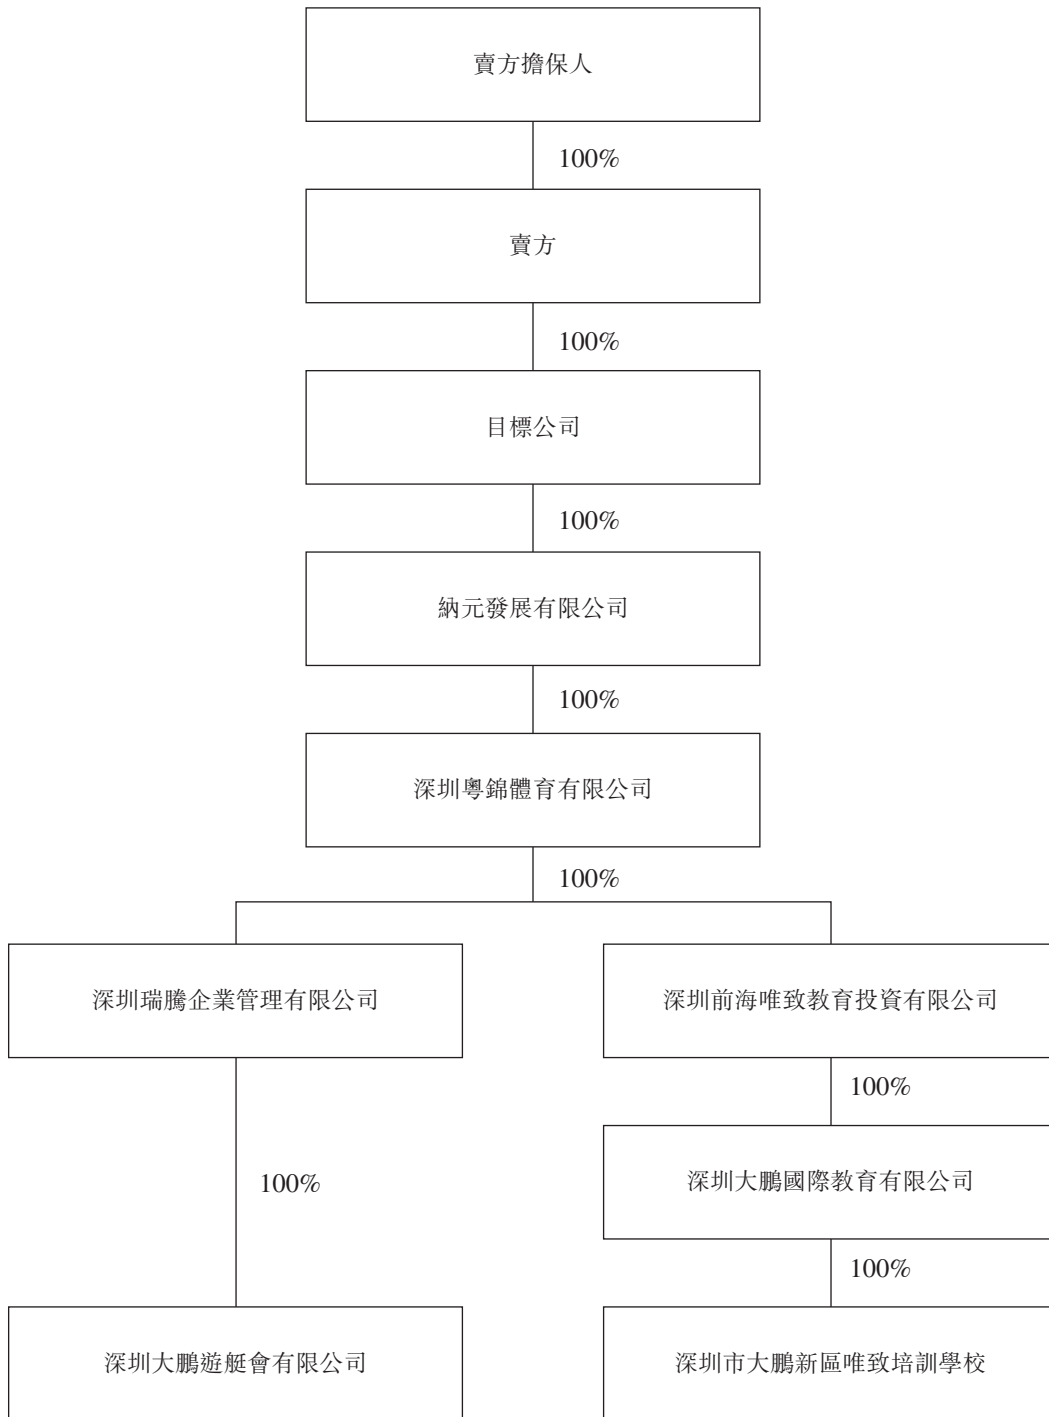 賣方擔保人
100%
賣方
100%
目標公司
100%
納元發展有限公司
100%
深圳粵錦體育有限公司
100%
深圳瑞騰企業管理有限公司
深圳前海唯致教育投資有限公司
100%
深圳大鵬國際教育有限公司
100%
100%
深圳大鵬遊艇會有限公司
深圳市大鵬新區唯致培訓學校